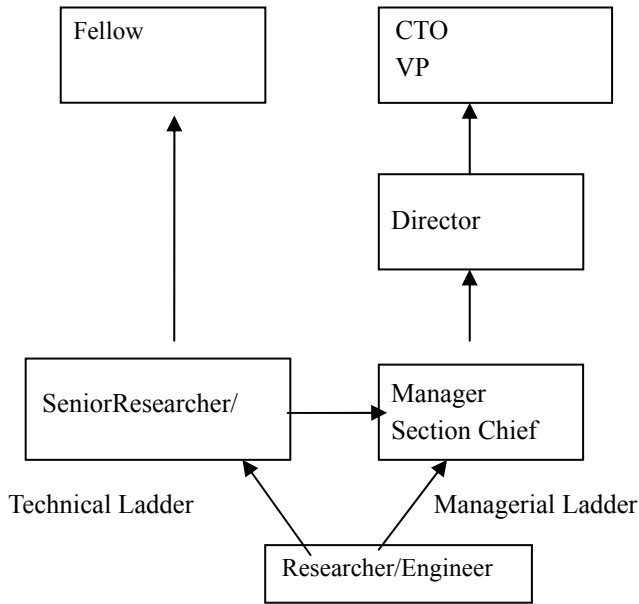 Fellow
CTO
VP
Director
SeniorResearcher/
Manager
Section Chief
Technical Ladder
Managerial Ladder
Researcher/Engineer